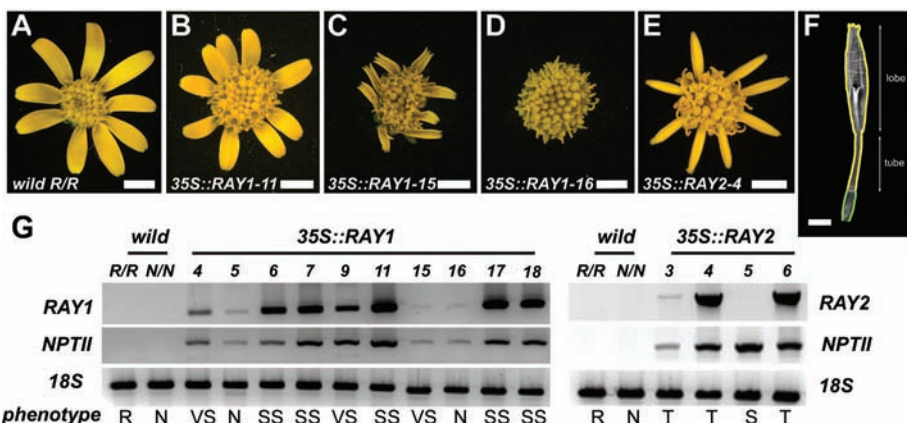 A B C D E F
lobe
tube
wild R/R 35S::RAY1-11 35S::RAY1-15 35S::RAY1-16 35S::RAY2-4
G
wild 35S::RAY1 wild 35S::RAY2
R/R N/N 4 5 6 7 9 11 15 16 17 18 R/R N/N 3 4 5 6
RAY1 RAY2
NPTII NPTII
18S 18S
phenotype R N VS N SS SS VS SS VS N SS SS R N T T S T